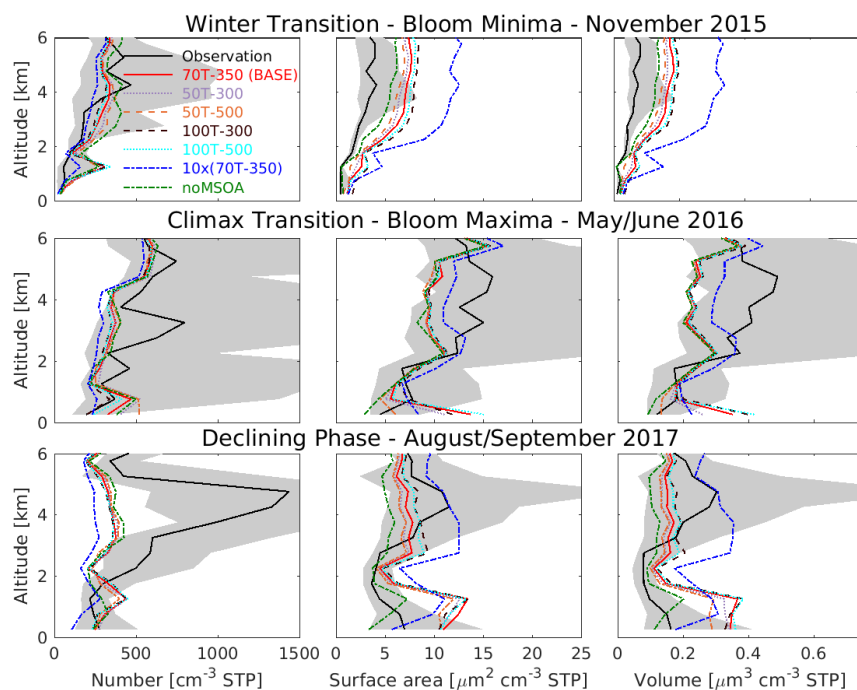 Winter Transition - Bloom Minima - November 2015
6
4
2
0
Altitude [km]
Observation
70T-350 (BASE)
50T-300
50T-500
100T-300
100T-500
10x(70T-350)
noMSOA
Climax Transition - Bloom Maxima - May/June 2016
6
4
2
0
Altitude [km]
Declining Phase - August/September 2017
6
4
2
0
Altitude [km]
0 500 1000 1500
0 5 10 15 20 25
0 0.2 0.4 0.6
Number [cm-3 STP]
Surface area [μm2 cm-3 STP]
Volume [μm3 cm-3 STP]